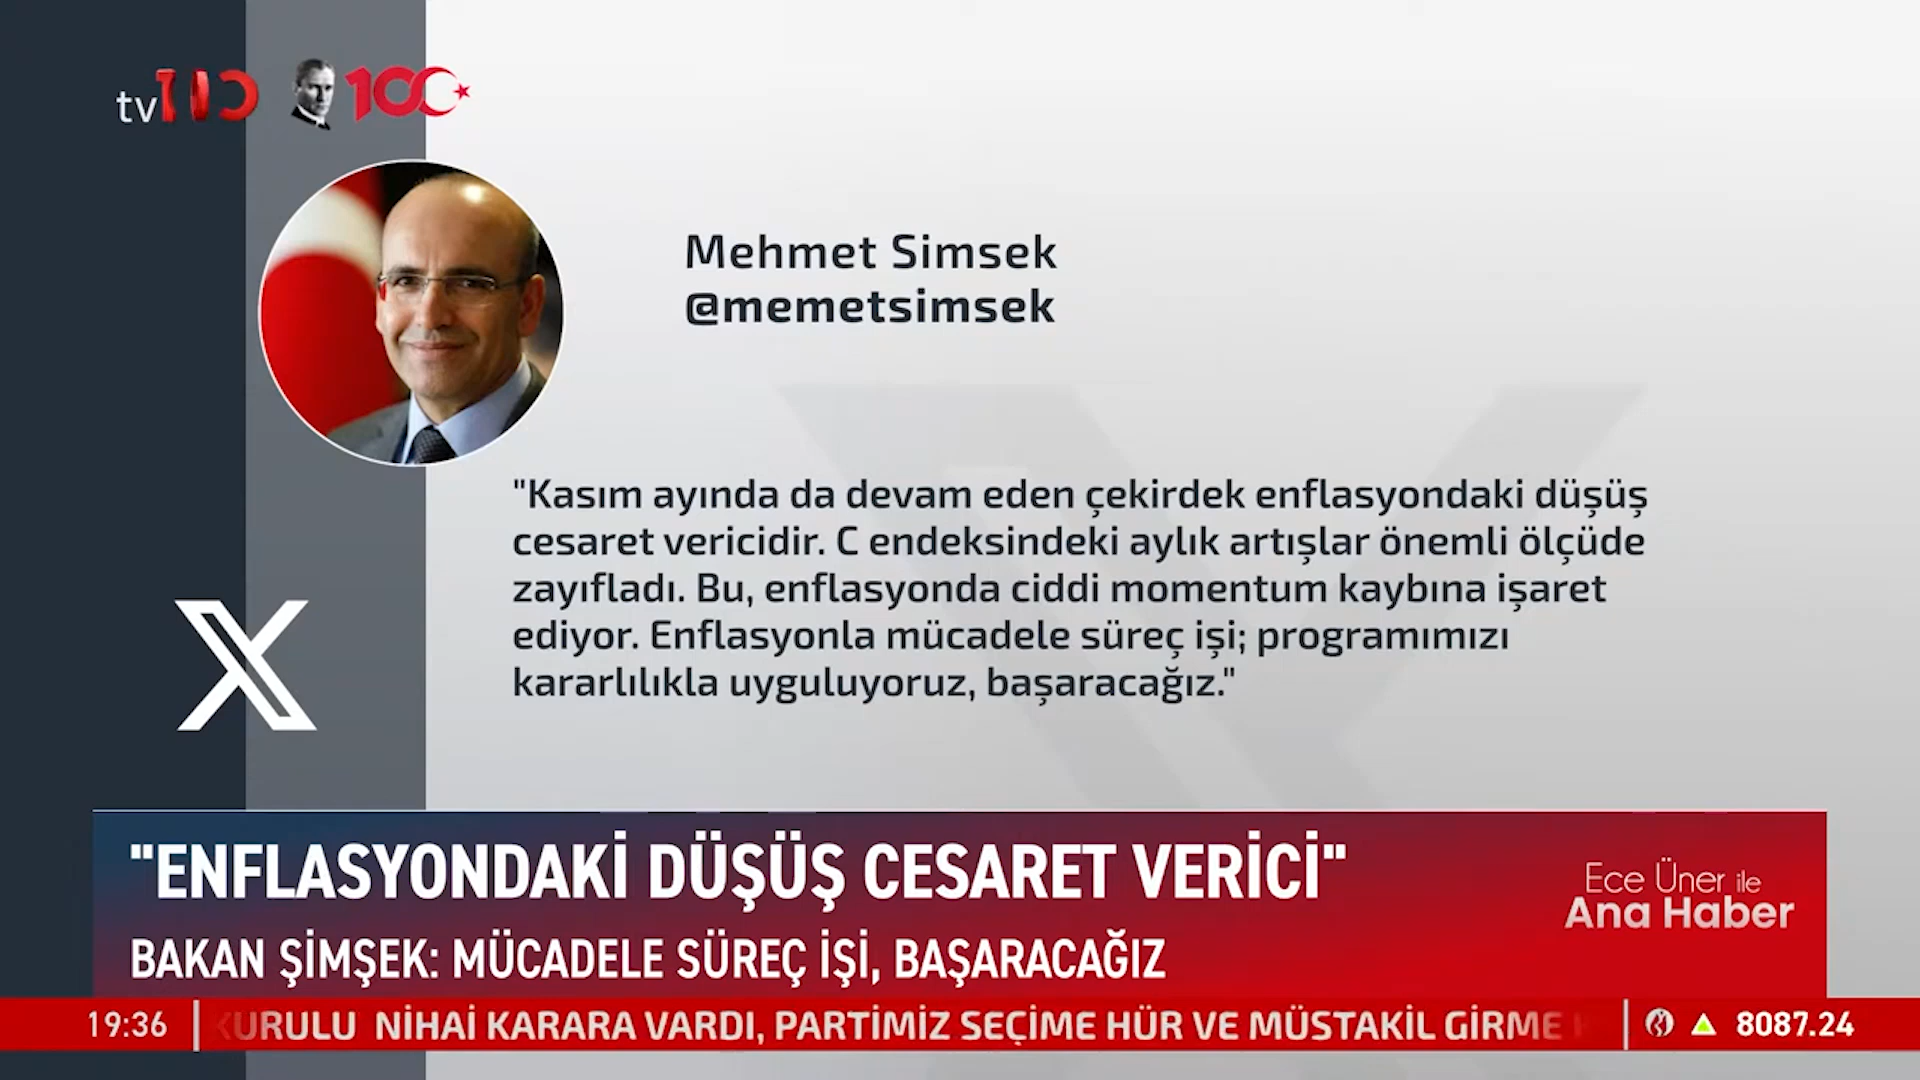 tv100
100
Mehmet Simsek
@memetsimsek
"Kasım ayında da devam eden çekirdek enflasyondaki düşüş
cesaret vericidir. C endeksindeki aylık artışlar önemli ölçüde
zayıfladı. Bu, enflasyonda ciddi momentum kaybına işaret
ediyor. Enflasyonla mücadele süreç işi; programımızı
kararlılıkla uyguluyoruz, başaracağız."
X
"ENFLASYONDAKİ DÜŞÜŞ CESARET VERİCİ"
BAKAN ŞİMŞEK: MÜCADELE SÜREÇ İŞİ, BAŞARACAĞIZ
Ece Üner ile
Ana Haber
19:36 KURULU NİHAİ KARARA VARDI, PARTİMİZ SEÇİME HÜR VE MÜSTAKİL GİRME 8087.24